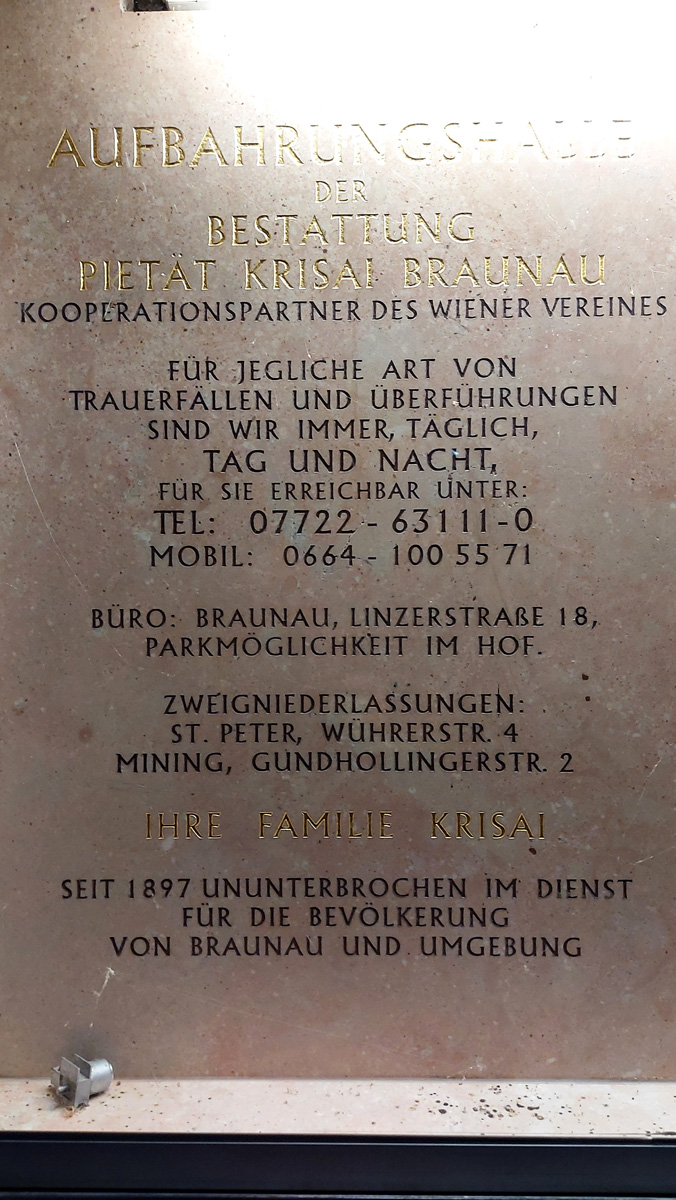 AUFBAHRUNGSHALLE
DER
BESTATTUNG
PIETÄT KRISAI BRAUNAU
KOOPERATIONSPARTNER DES WIENER VEREINES
FÜR JEGLICHE ART VON
TRAUERFÄLLEN UND ÜBERFÜHRUNGEN
SIND WIR IMMER, TÄGLICH,
TAG UND NACHT,
FÜR SIE ERREICHBAR UNTER:
TEL: 07722 - 63111-0
MOBIL: 0664 - 100 55 71
BÜRO: BRAUNAU, LINZERSTRAßE 18,
PARKMÖGLICHKEIT IM HOF.
ZWEIGNIEDERLASSUNGEN:
ST. PETER, WÜHRERSTR. 4
MINING, GUNDHOLLINGERSTR. 2
IHRE FAMILIE KRISAI
SEIT 1897 UNUNTERBROCHEN IM DIENST
FÜR DIE BEVÖLKERUNG
VON BRAUNAU UND UMGEBUNG